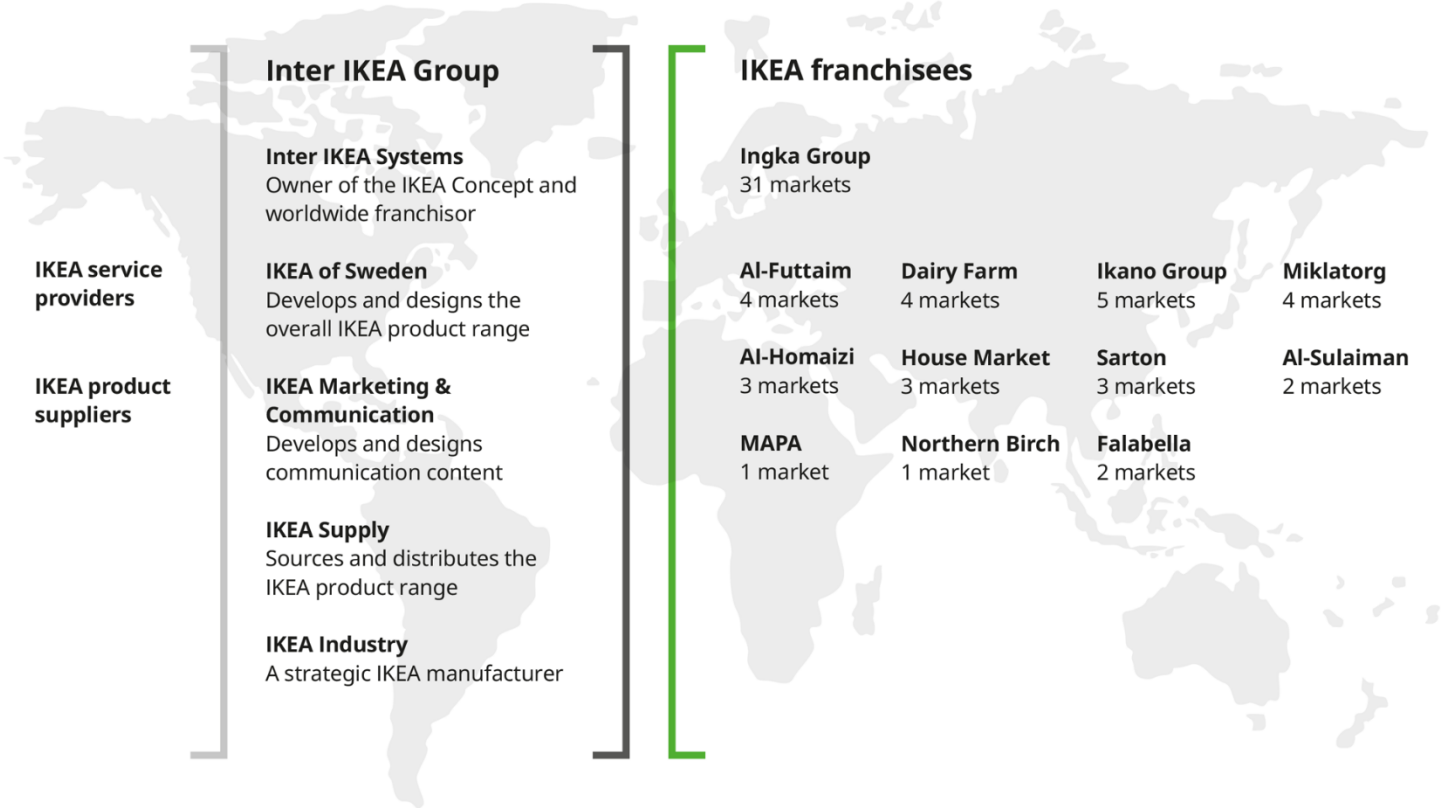 IKEA service
providers
IKEA product
suppliers
Inter IKEA Group
Inter IKEA Systems
Owner of the IKEA Concept and
worldwide franchisor
IKEA of Sweden
Develops and designs the
overall IKEA product range
IKEA Marketing &
Communication
Develops and designs
communication content
IKEA Supply
Sources and distributes the
IKEA product range
IKEA Industry
A strategic IKEA manufacturer
IKEA franchisees
Ingka Group
31 markets
Al-Futtaim
4 markets
Dairy Farm
4 markets
Ikano Group
5 markets
Miklatorg
4 markets
Al-Homaizi
3 markets
House Market
3 markets
Sarton
3 markets
Al-Sulaiman
2 markets
MAPA
1 market
Northern Birch
1 market
Falabella
2 markets